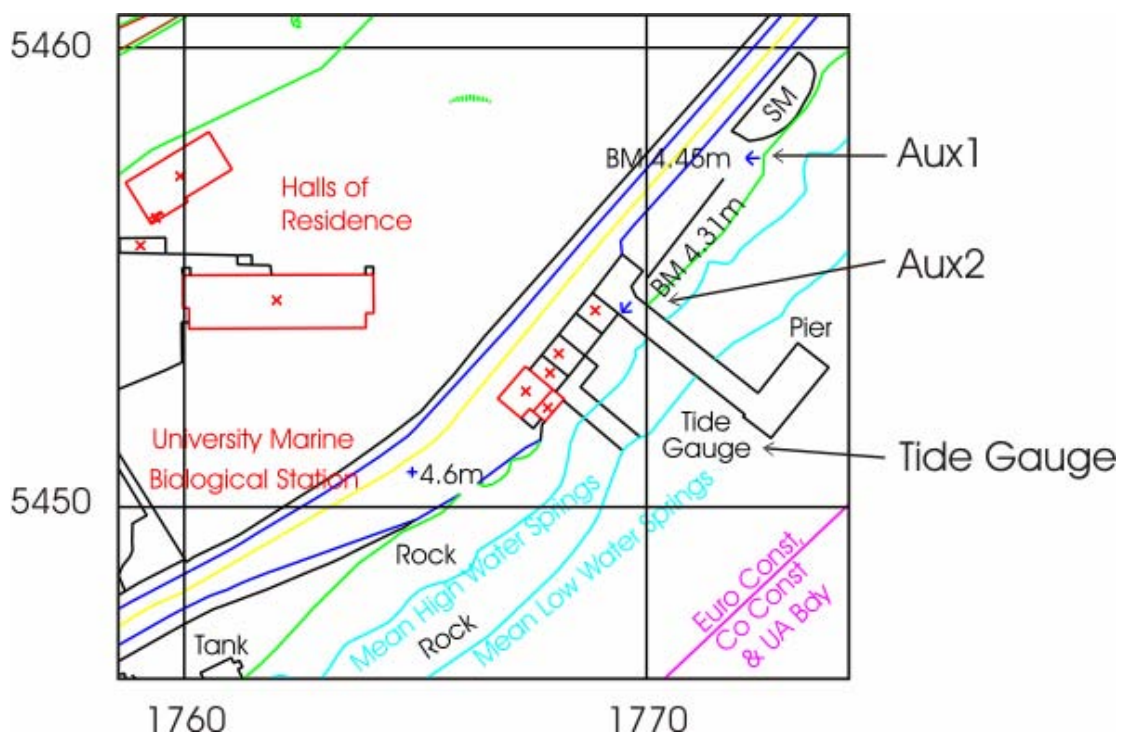 5460
SM
BM 4.45m
Aux1
Halls of
Residence
BM 4.31m
Aux2
Pier
Tide
Gauge
Tide Gauge
University Marine
Biological Station
4.6m
5450
Mean High Water Springs
Mean Low Water Springs
Rock
Rock
Euro Const,
Co Const
& UA Bdy
Tank
1760
1770